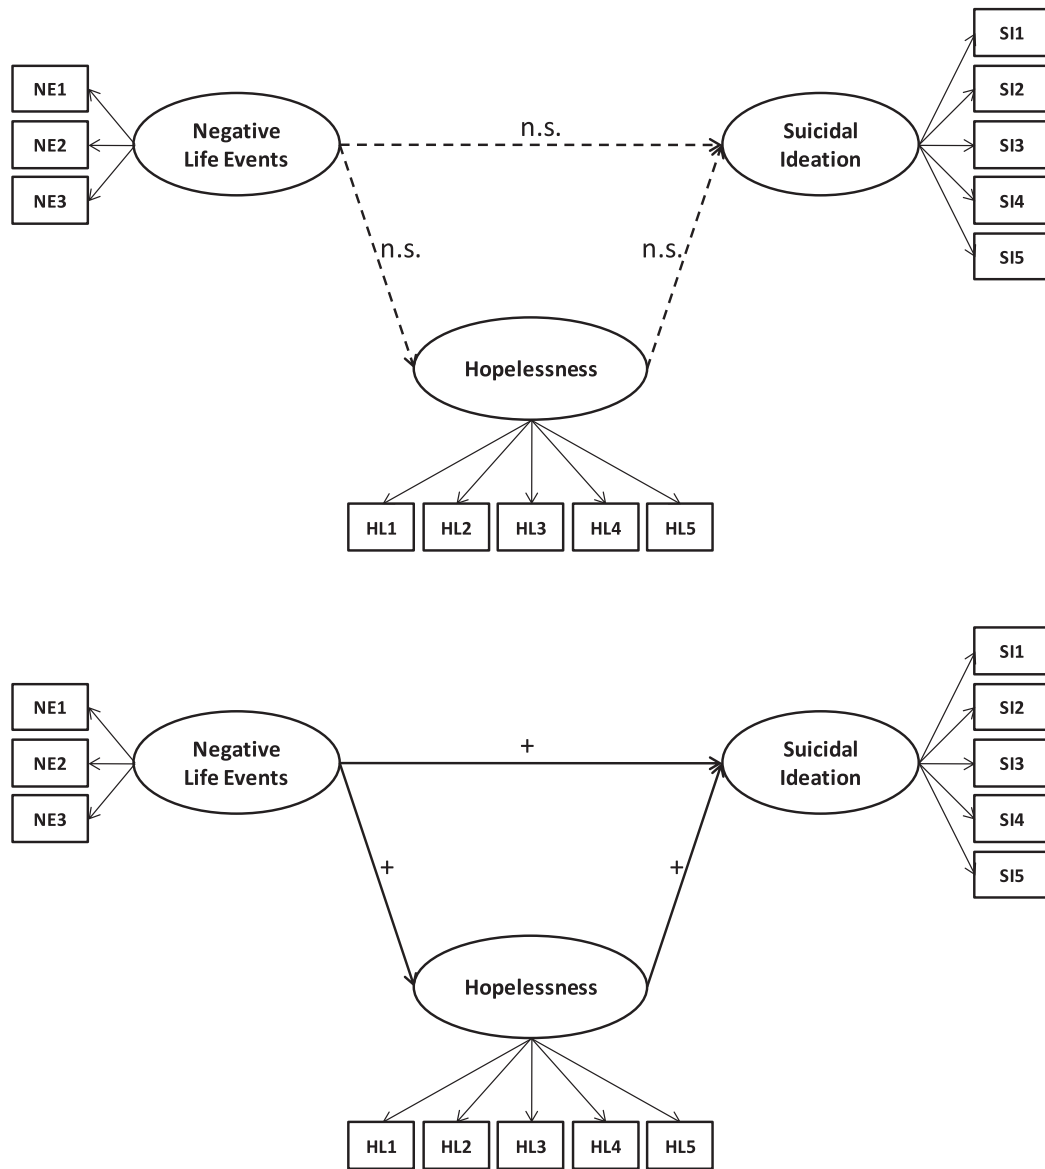 SI1
NE1
SI2
n.s.
Negative
Life Events
Suicidal
Ideation
NE2
SI3
NE3
SI4
n.s.
n.s.
SI5
Hopelessness
HL1
HL2
HL3
HL4
HL5
SI1
NE1
SI2
+
Negative
Life Events
Suicidal
Ideation
NE2
SI3
NE3
SI4
+
+
SI5
Hopelessness
HL1
HL2
HL3
HL4
HL5